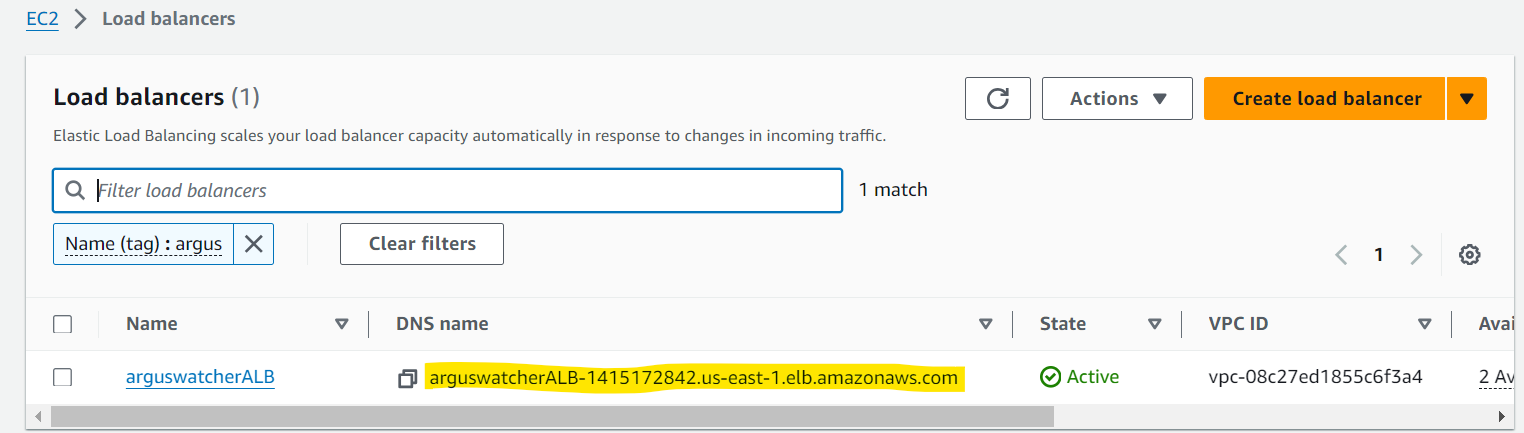 EC2 > Load balancers
Load balancers (1)
Actions
Create load balancer
Elastic Load Balancing scales your load balancer capacity automatically in response to changes in incoming traffic.
Filter load balancers
1 match
Name (tag) : argus
Clear filters
1
Name DNS name State VPC ID Avai
arguswatcherALB arguswatcherALB-1415172842.us-east-1.elb.amazonaws.com Active vpc-08c27ed1855c6f3a4 2 Av